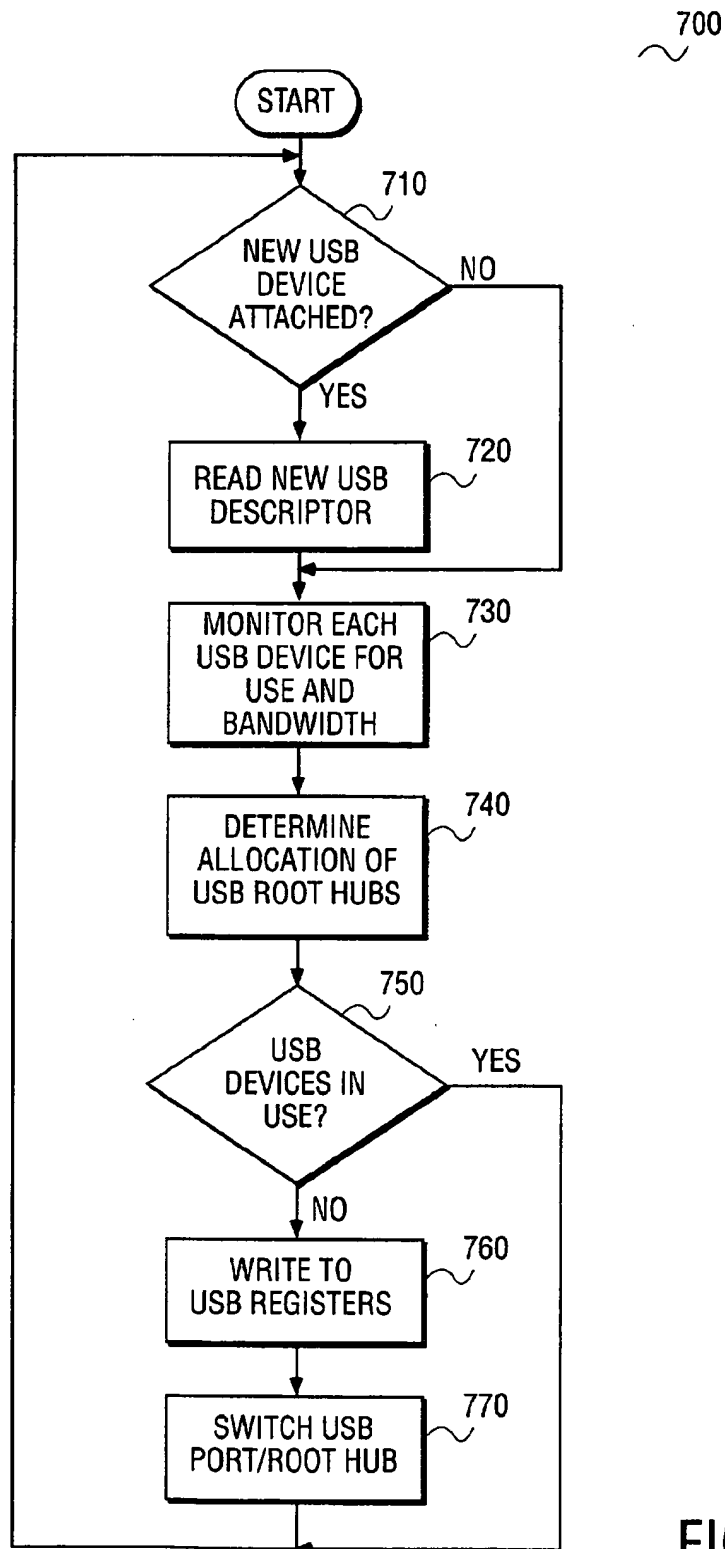 700
START
710
NEW USB
DEVICE
ATTACHED?
NO
YES
720
READ NEW USB
DESCRIPTOR
730
MONITOR EACH
USB DEVICE FOR
USE AND
BANDWIDTH
740
DETERMINE
ALLOCATION OF
USB ROOT HUBS
750
USB
DEVICES IN
USE?
YES
NO
760
WRITE TO
USB REGISTERS
770
SWITCH USB
PORT/ROOT HUB